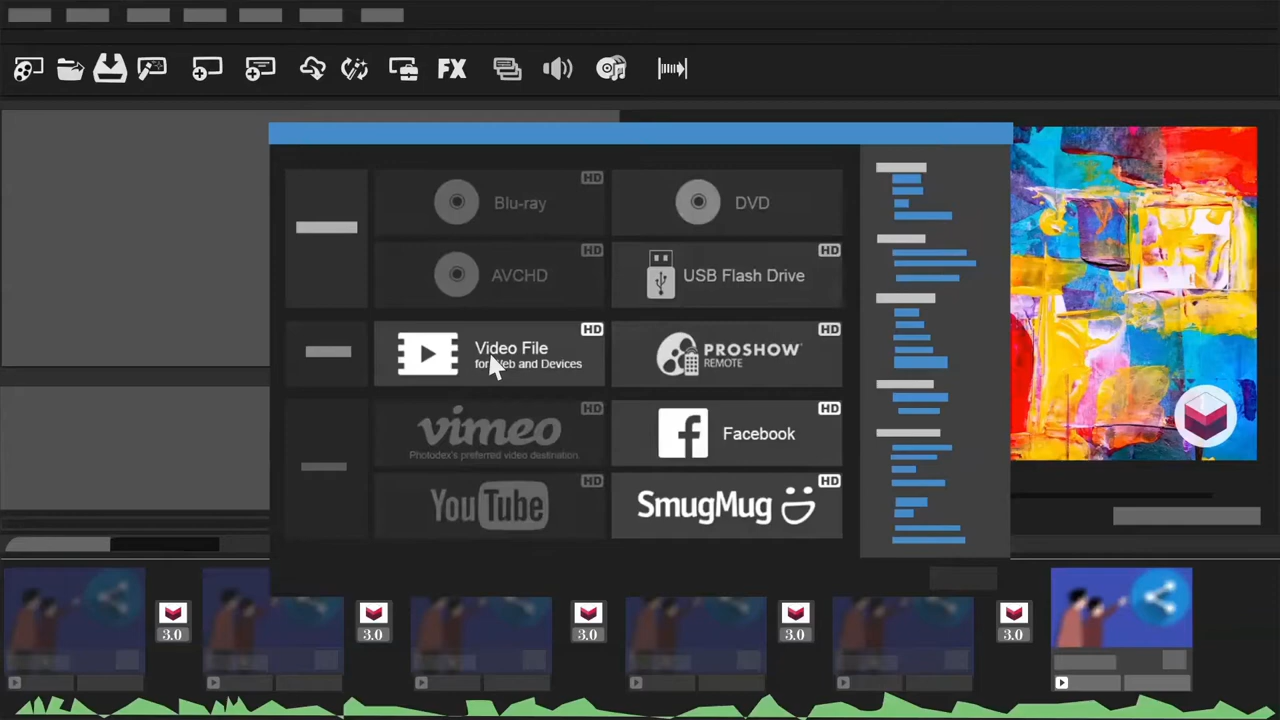 FX
HD
Blu-ray
DVD
HD
AVCHD
HD
USB Flash Drive
HD
Video File
for Web and Devices
HD
PROSHOW
REMOTE
HD
vimeo
Photodex's preferred video destination.
HD
Facebook
HD
YouTube
HD
SmugMug
3.0
3.0
3.0
3.0
3.0